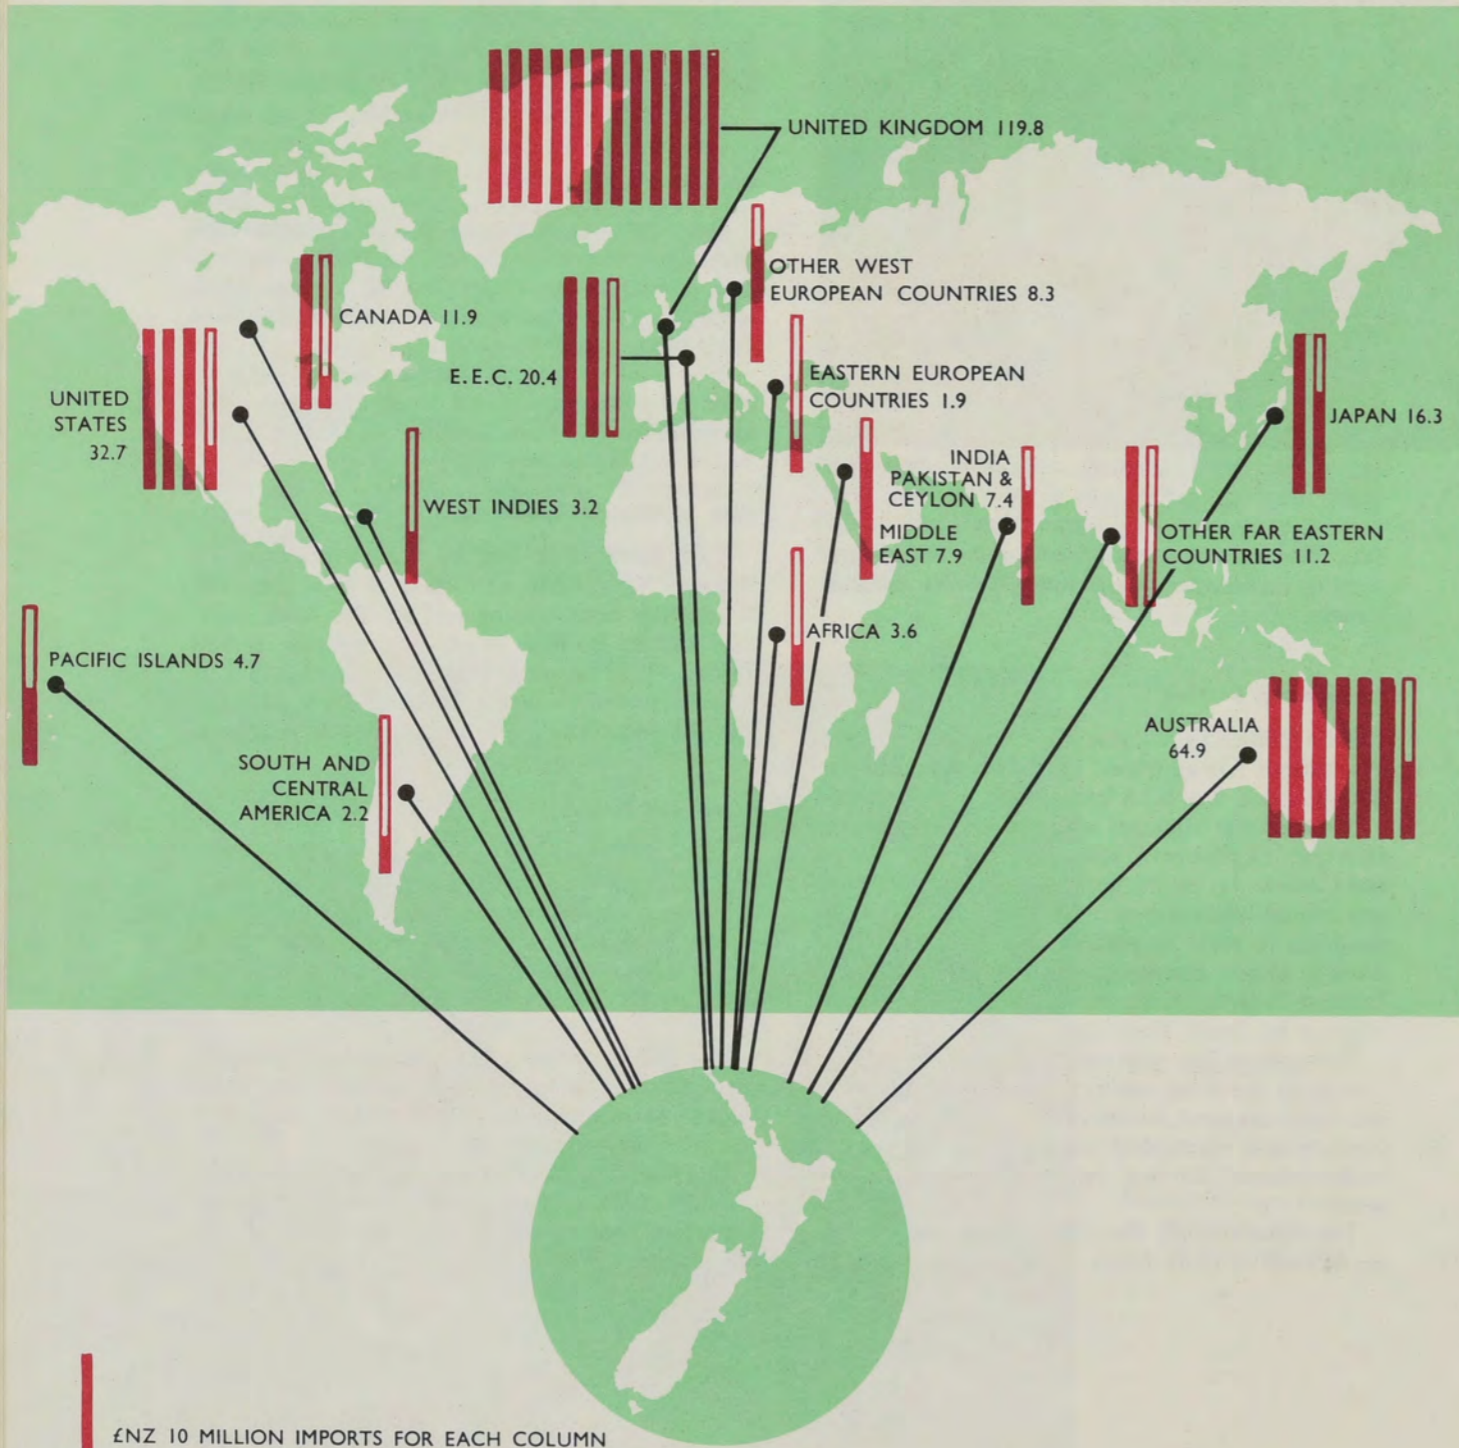 UNITED KINGDOM 119.8
OTHER WEST
EUROPEAN COUNTRIES 8.3
CANADA 11.9
E.E.C. 20.4
EASTERN EUROPEAN
COUNTRIES 1.9
UNITED
STATES
32.7
JAPAN 16.3
WEST INDIES 3.2
INDIA
PAKISTAN &
CEYLON 7.4
MIDDLE
EAST 7.9
OTHER FAR EASTERN
COUNTRIES 11.2
AFRICA 3.6
PACIFIC ISLANDS 4.7
AUSTRALIA
64.9
SOUTH AND
CENTRAL
AMERICA 2.2
£NZ 10 MILLION IMPORTS FOR EACH COLUMN